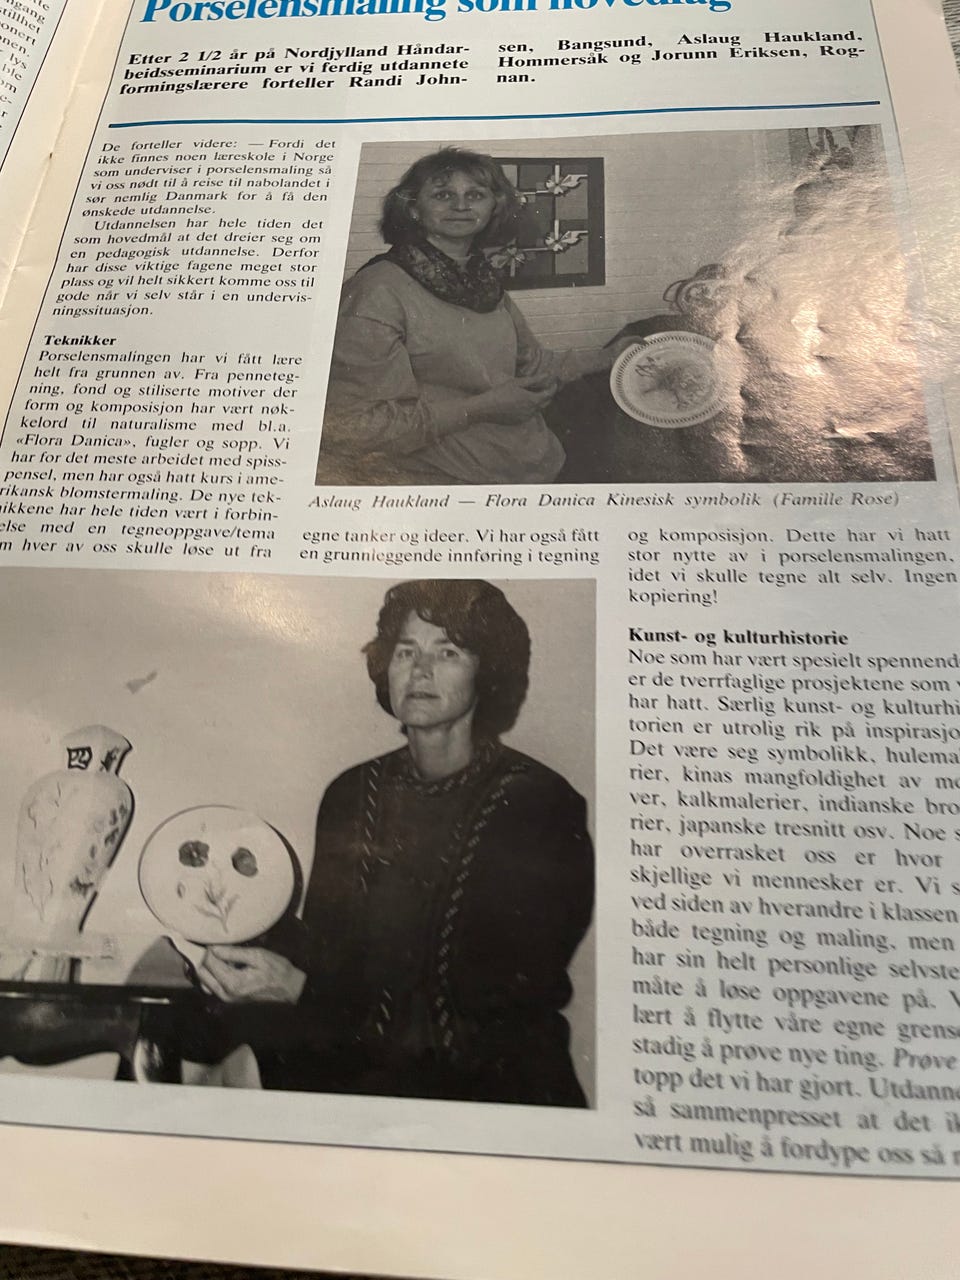 Porselensmaling som hovedfag
Etter 2 1/2 år på Nordjylland Håndar-
beidsseminarium er vi ferdig utdannete
formingslærere forteller Randi John-
sen, Bangsund, Aslaug Haukland,
Hommersåk og Jorunn Eriksen, Rog-
nan.
De forteller videre: — Fordi det
ikke finnes noen læreskole i Norge
som underviser i porselensmaling så
vi oss nødt til å reise til nabolandet i
sør nemlig Danmark for å få den
ønskede utdannelse.
Utdannelsen har hele tiden det
som hovedmål at det dreier seg om
en pedagogisk utdannelse. Derfor
har disse viktige fagene meget stor
plass og vil helt sikkert komme oss til
gode når vi selv står i en undervis-
ningssituasjon.
Teknikker
Porselensmalingen har vi fått lære
helt fra grunnen av. Fra penneteg-
ning, fond og stiliserte motiver der
form og komposisjon har vært nøk-
kelord til naturalisme med bl.a.
«Flora Danica», fugler og sopp. Vi
har for det meste arbeidet med spiss-
pensel, men har også hatt kurs i ame-
rikansk blomstermaling. De nye tek-
nikkene har hele tiden vært i forbin-
else med en tegneoppgave/tema
m hver av oss skulle løse ut fra
Aslaug Haukland — Flora Danica Kinesisk symbolik (Famille Rose)
egne tanker og ideer. Vi har også fått
en grunnleggende innføring i tegning
og komposisjon. Dette har vi hatt
stor nytte av i porselensmalingen,
idet vi skulle tegne alt selv. Ingen
kopiering!
Kunst- og kulturhistorie
Noe som har vært spesielt spennend
er de tverrfaglige prosjektene som v
har hatt. Særlig kunst- og kulturhi
torien er utrolig rik på inspirasjo
Det være seg symbolikk, hulema
rier, kinas mangfoldighet av mo
ver, kalkmalerier, indianske bro
rier, japanske tresnitt osv. Noe s
har overrasket oss er hvor
skjellige vi mennesker er. Vi s
ved siden av hverandre i klassen
både tegning og maling, men
har sin helt personlige selvste
måte å løse oppgavene på. V
lært å flytte våre egne grense
stadig å prøve nye ting. Prøve
topp det vi har gjort. Utdanne
så sammenpresset at det ik
vært mulig å fordype oss så m